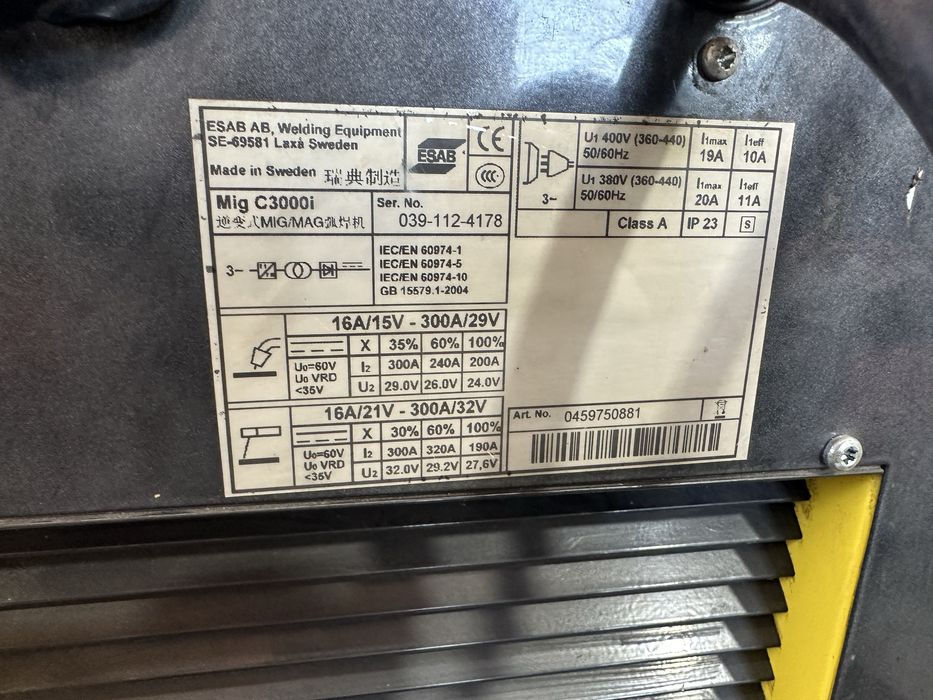 ESAB AB, Welding Equipment
SE-69581 Laxå Sweden
Made in Sweden 瑞典制造
ESAB
CE
CCC
Mig C3000i
逆变式MIG/MAG弧焊机
Ser. No.
039-112-4178
3~
IEC/EN 60974-1
IEC/EN 60974-5
IEC/EN 60974-10
GB 15579.1-2004
3~
U1 400V (360-440)
50/60Hz
I1max
19A
I1eff
10A
U1 380V (360-440)
50/60Hz
I1max
20A
I1eff
11A
Class A IP 23 S
16A/15V - 300A/29V
X 35% 60% 100%
U0=60V
U0 VRD
<35V
I2 300A 240A 200A
U2 29.0V 26.0V 24.0V
16A/21V - 300A/32V
X 30% 60% 100%
U0=60V
U0 VRD
<35V
I2 300A 320A 190A
U2 32.0V 29.2V 27,6V
Art. No. 0459750881